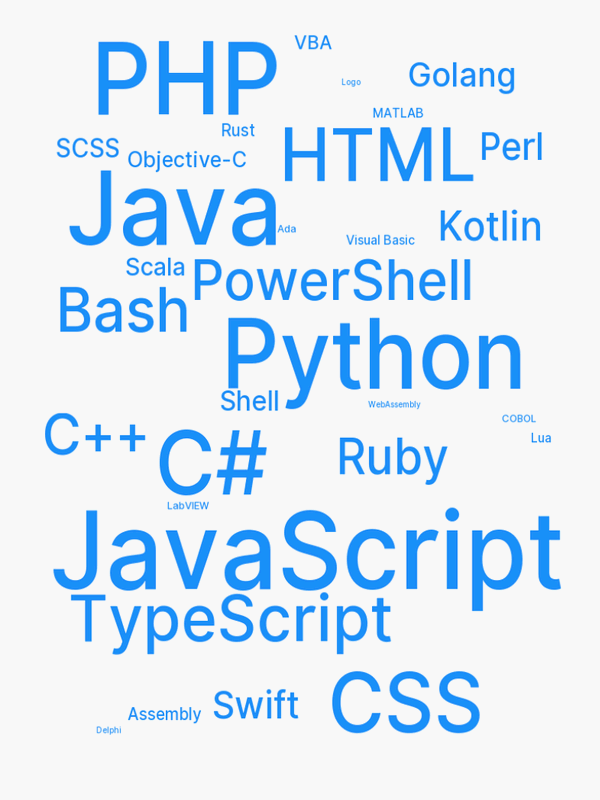 VBA
PHP
Golang
Logo
MATLAB
Rust
HTML
Perl
SCSS
Objective-C
Java
Ada
Kotlin
Visual Basic
Scala
PowerShell
Bash
Python
Shell
WebAssembly
COBOL
C++
Lua
C#
Ruby
LabVIEW
JavaScript
TypeScript
CSS
Swift
Assembly
Delphi